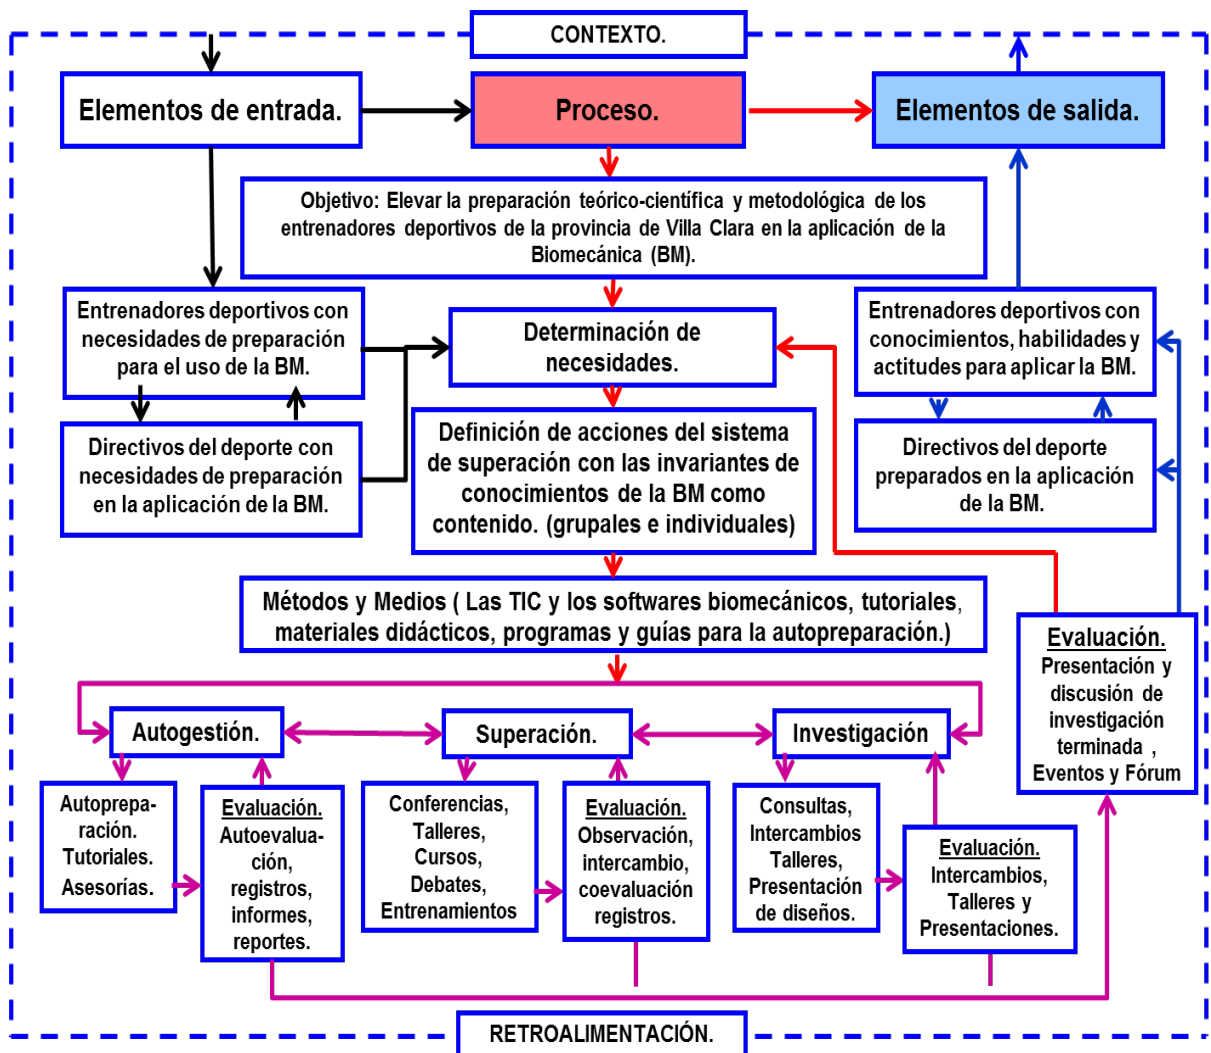 CONTEXTO.
Elementos de entrada.
Proceso.
Elementos de salida.
Objetivo: Elevar la preparación teórico-científica y metodológica de los
entrenadores deportivos de la provincia de Villa Clara en la aplicación de la
Biomecánica (BM).
Entrenadores deportivos con
necesidades de preparación
para el uso de la BM.
Determinación de
necesidades.
Entrenadores deportivos con
conocimientos, habilidades y
actitudes para aplicar la BM.
Directivos del deporte con
necesidades de preparación
en la aplicación de la BM.
Definición de acciones del sistema
de superación con las invariantes de
conocimientos de la BM como
contenido. (grupales e individuales)
Directivos del deporte
preparados en la aplicación
de la BM.
Métodos y Medios ( Las TIC y los softwares biomecánicos, tutoriales,
materiales didácticos, programas y guías para la autopreparación.)
Evaluación.
Presentación y
discusión de
investigación
terminada ,
Eventos y Fórum
Autogestión.
Superación.
Investigación
Autoprepa-
ración.
Tutoriales.
Asesorías.
Evaluación.
Autoevalua-
ción,
registros,
informes,
reportes.
Conferencias,
Talleres,
Cursos,
Debates,
Entrenamientos
Evaluación.
Observación,
intercambio,
coevaluación
registros.
Consultas,
Intercambios
Talleres,
Presentación
de diseños.
Evaluación.
Intercambios,
Talleres y
Presentaciones.
RETROALIMENTACIÓN.